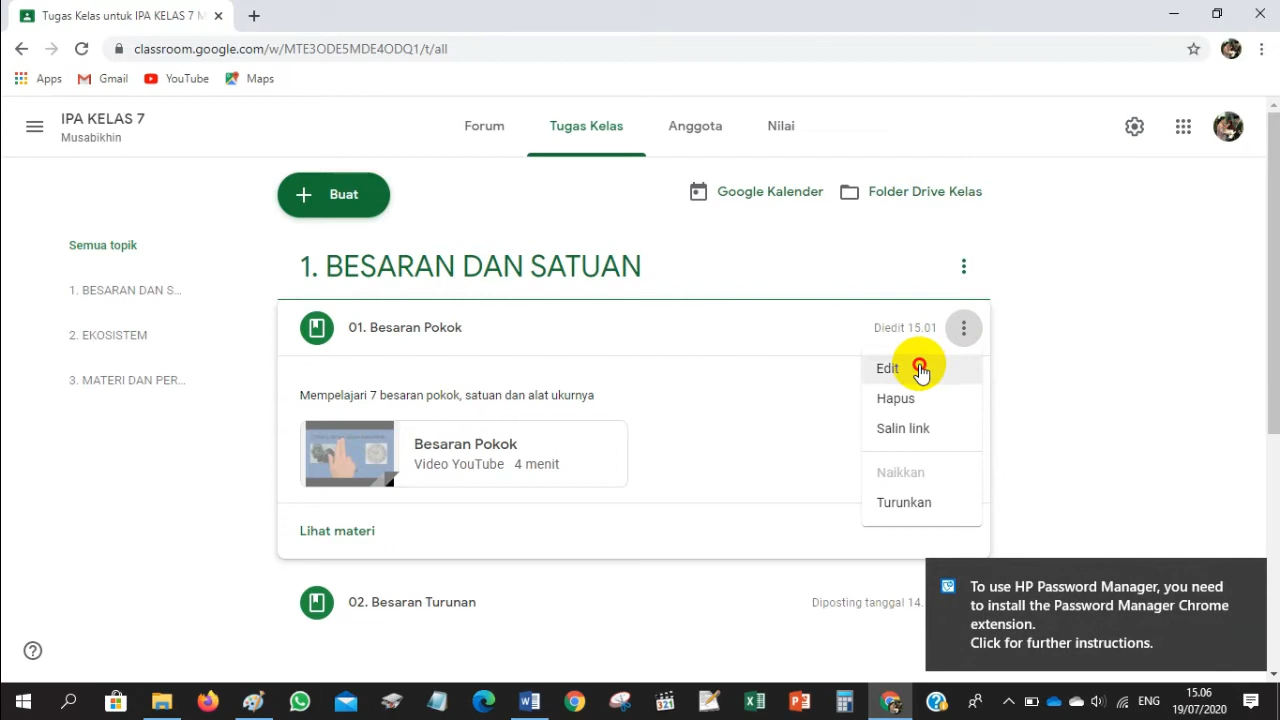 Tugas Kelas untuk IPA KELAS 7 M
classroom.google.com/w/MTE3ODE5MDE4ODQ1/t/all
Apps Gmail YouTube Maps
IPA KELAS 7
Musabikhin
Forum Tugas Kelas Anggota Nilai
Buat
Google Kalender Folder Drive Kelas
Semua topik
1. BESARAN DAN S...
2. EKOSISTEM
3. MATERI DAN PER...
1. BESARAN DAN SATUAN
01. Besaran Pokok
Diedit 15.01
Edit
Hapus
Salin link
Naikkan
Turunkan
Mempelajari 7 besaran pokok, satuan dan alat ukurnya
Besaran Pokok
Video YouTube 4 menit
Lihat materi
02. Besaran Turunan
Diposting tanggal 14.
To use HP Password Manager, you need
to install the Password Manager Chrome
extension.
Click for further instructions.
321
ENG
15.06
19/07/2020